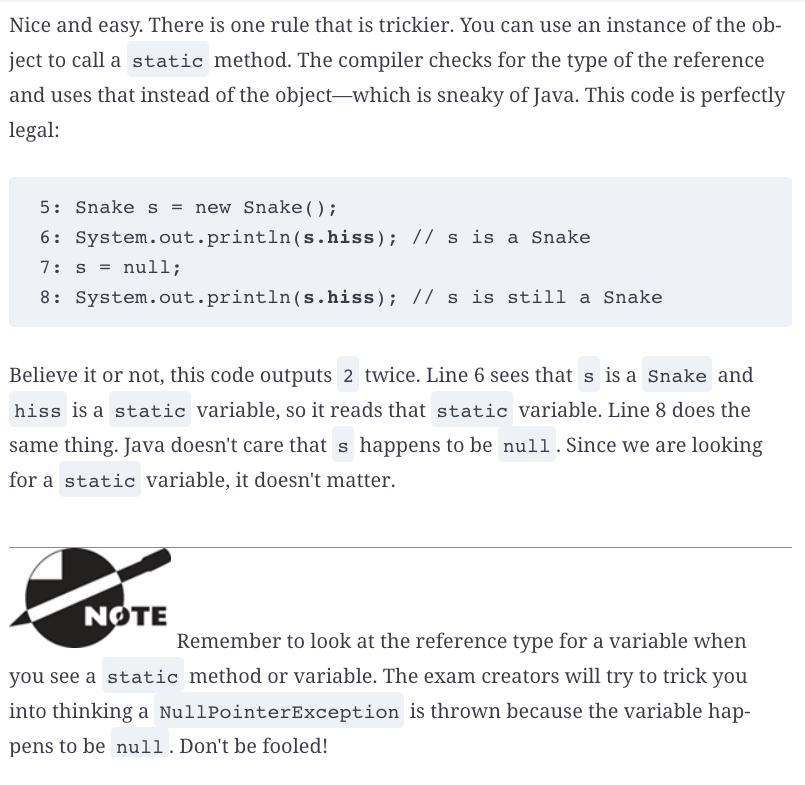 Nice and easy. There is one rule that is trickier. You can use an instance of the ob-
ject to call a static method. The compiler checks for the type of the reference
and uses that instead of the object—which is sneaky of Java. This code is perfectly
legal:
5: Snake s = new Snake();
6: System.out.println(s.hiss); // s is a Snake
7: s = null;
8: System.out.println(s.hiss); // s is still a Snake
Believe it or not, this code outputs 2 twice. Line 6 sees that s is a Snake and
hiss is a static variable, so it reads that static variable. Line 8 does the
same thing. Java doesn't care that s happens to be null. Since we are looking
for a static variable, it doesn't matter.
NOTE
Remember to look at the reference type for a variable when
you see a static method or variable. The exam creators will try to trick you
into thinking a NullPointerException is thrown because the variable hap-
pens to be null. Don't be fooled!